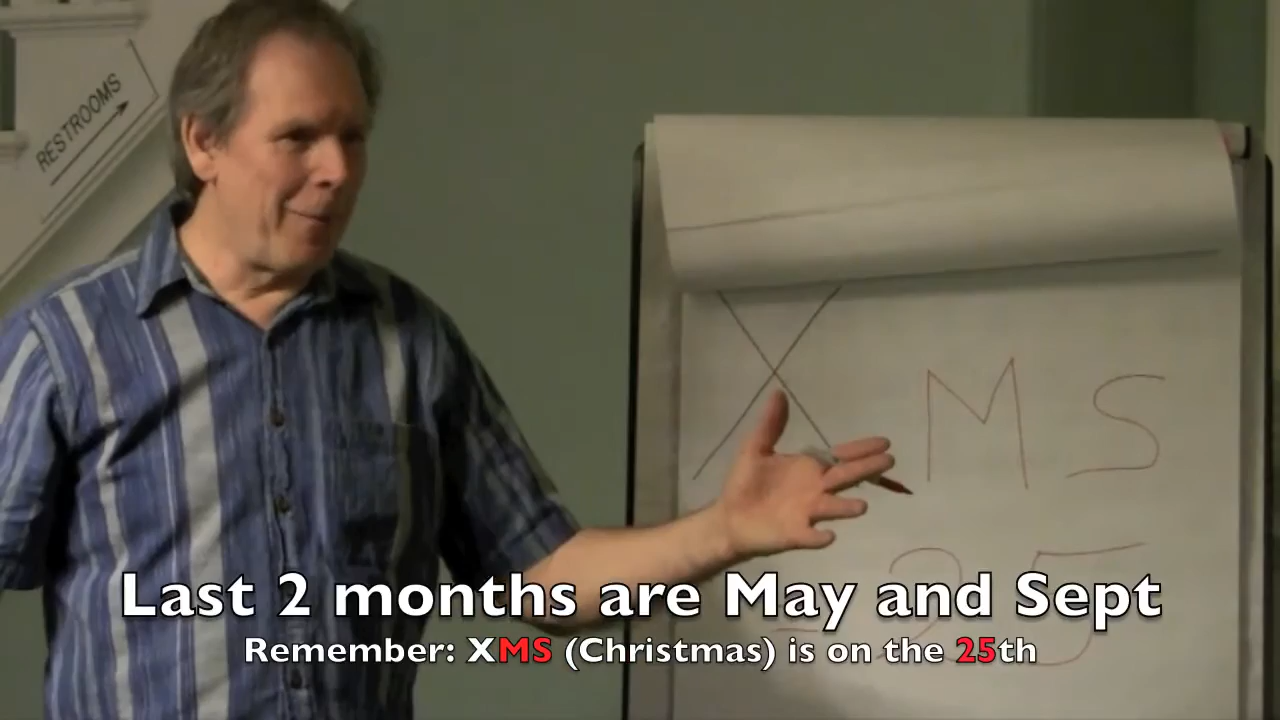 RESTROOMS
X M S
- 25
Last 2 months are May and Sept
Remember: XMS (Christmas) is on the 25th